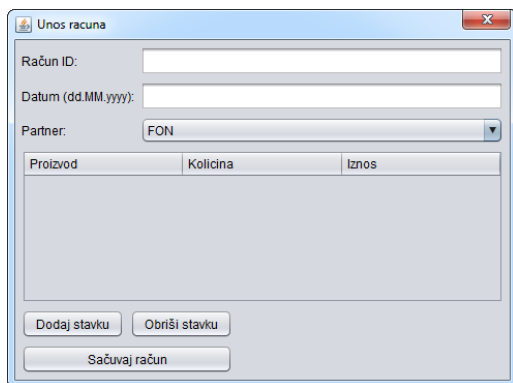 Unos racuna
Račun ID:
Datum (dd.MM.yyyy):
Partner: FON
Proizvod Kolicina Iznos
Dodaj stavku Obriši stavku
Sačuvaj račun